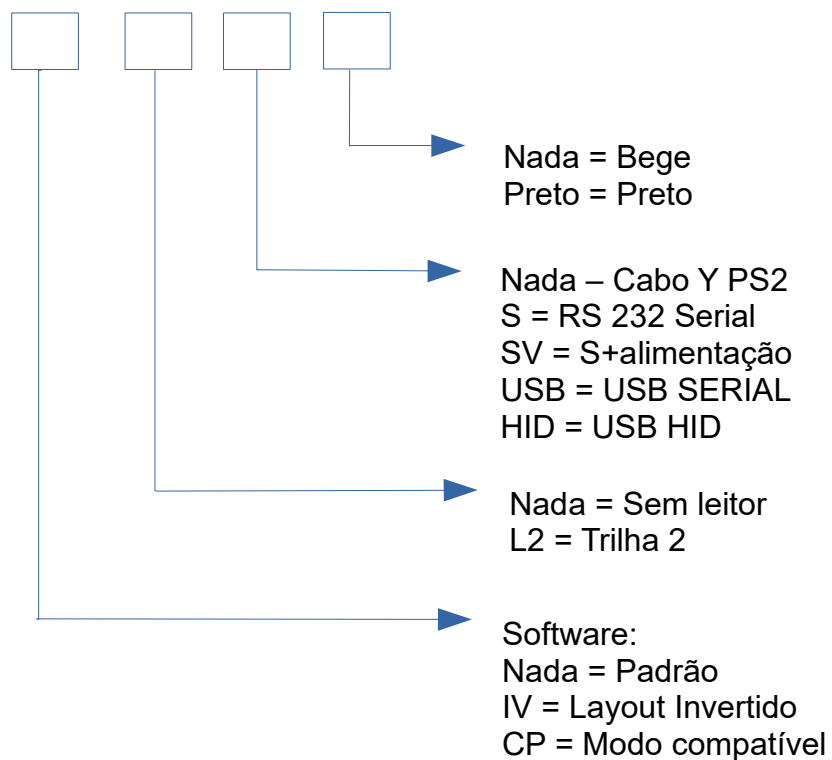 Nada = Bege
Preto = Preto
Nada – Cabo Y PS2
S = RS 232 Serial
SV = S+alimentação
USB = USB SERIAL
HID = USB HID
Nada = Sem leitor
L2 = Trilha 2
Software:
Nada = Padrão
IV = Layout Invertido
CP = Modo compatível